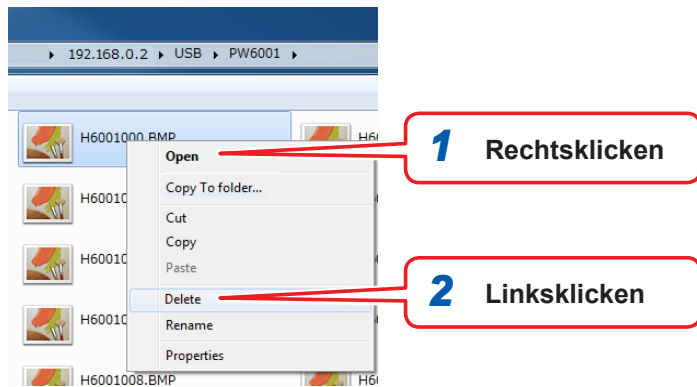 192.168.0.2 ▸ USB ▸ PW6001 ▸
H6001000.BMP
Open
1 Rechtsklicken
Copy To folder...
Cut
Copy
Paste
Delete
2 Linksklicken
Rename
Properties
H6001008.BMP